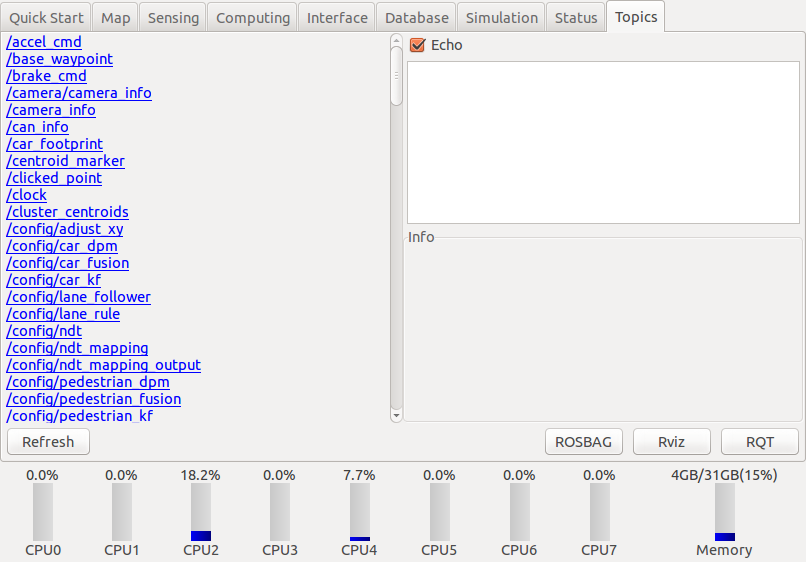 Quick Start Map Sensing Computing Interface Database Simulation Status Topics
/accel_cmd
/base_waypoint
/brake_cmd
/camera/camera_info
/camera_info
/can_info
/car_footprint
/centroid_marker
/clicked_point
/clock
/cluster_centroids
/config/adjust_xy
/config/car_dpm
/config/car_fusion
/config/car_kf
/config/lane_follower
/config/lane_rule
/config/ndt
/config/ndt_mapping
/config/ndt_mapping_output
/config/pedestrian_dpm
/config/pedestrian_fusion
/config/pedestrian_kf
Echo
Info
Refresh ROSBAG Rviz RQT
0.0% 0.0% 18.2% 0.0% 7.7% 0.0% 0.0% 0.0% 4GB/31GB(15%)
CPU0 CPU1 CPU2 CPU3 CPU4 CPU5 CPU6 CPU7 Memory